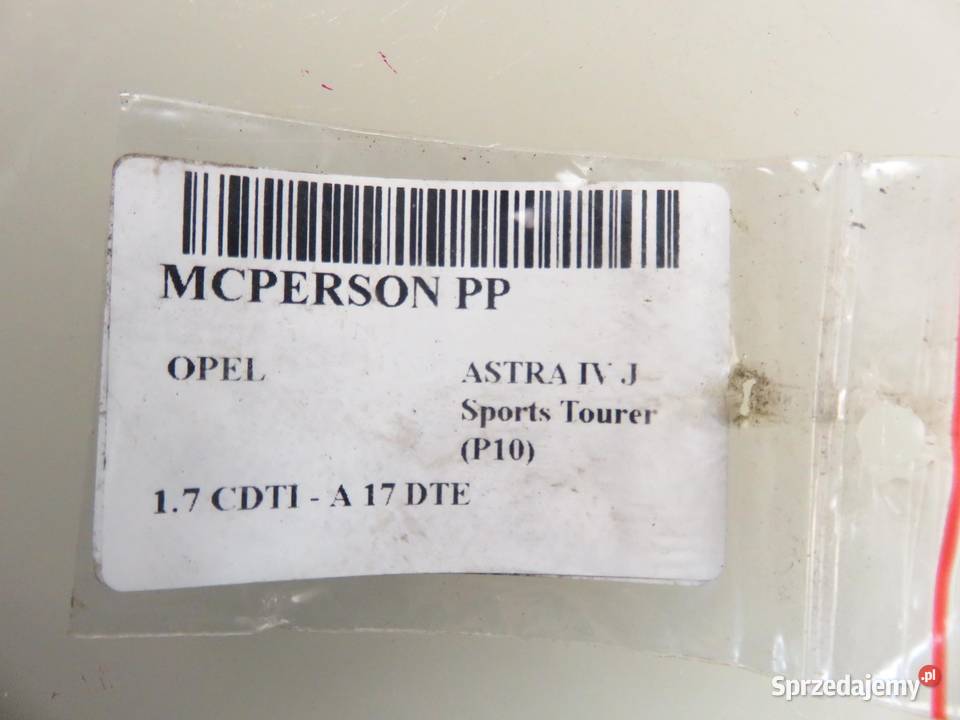 MCPERSON PP
OPEL
ASTRA IV J
Sports Tourer
(P10)
1.7 CDTI - A 17 DTE
Sprzedajemy.pl